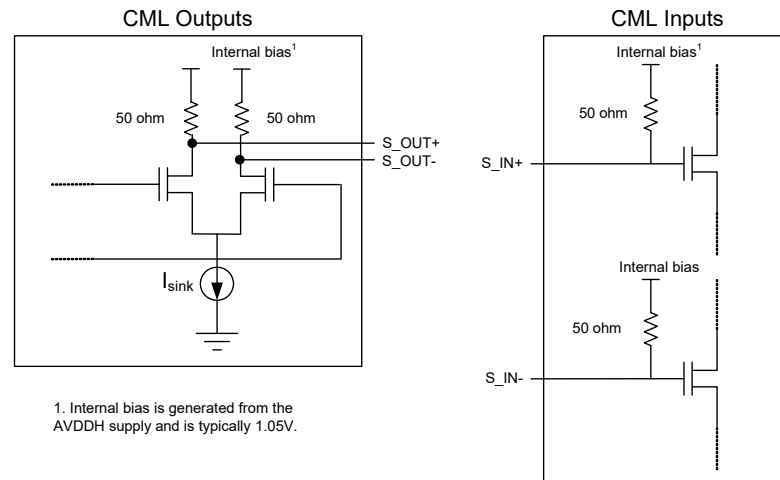 CML Outputs
Internal bias¹
50 ohm
50 ohm
S_OUT+
S_OUT-
Isink
1. Internal bias is generated from the
AVDDH supply and is typically 1.05V.
CML Inputs
Internal bias¹
50 ohm
S_IN+
Internal bias
50 ohm
S_IN-